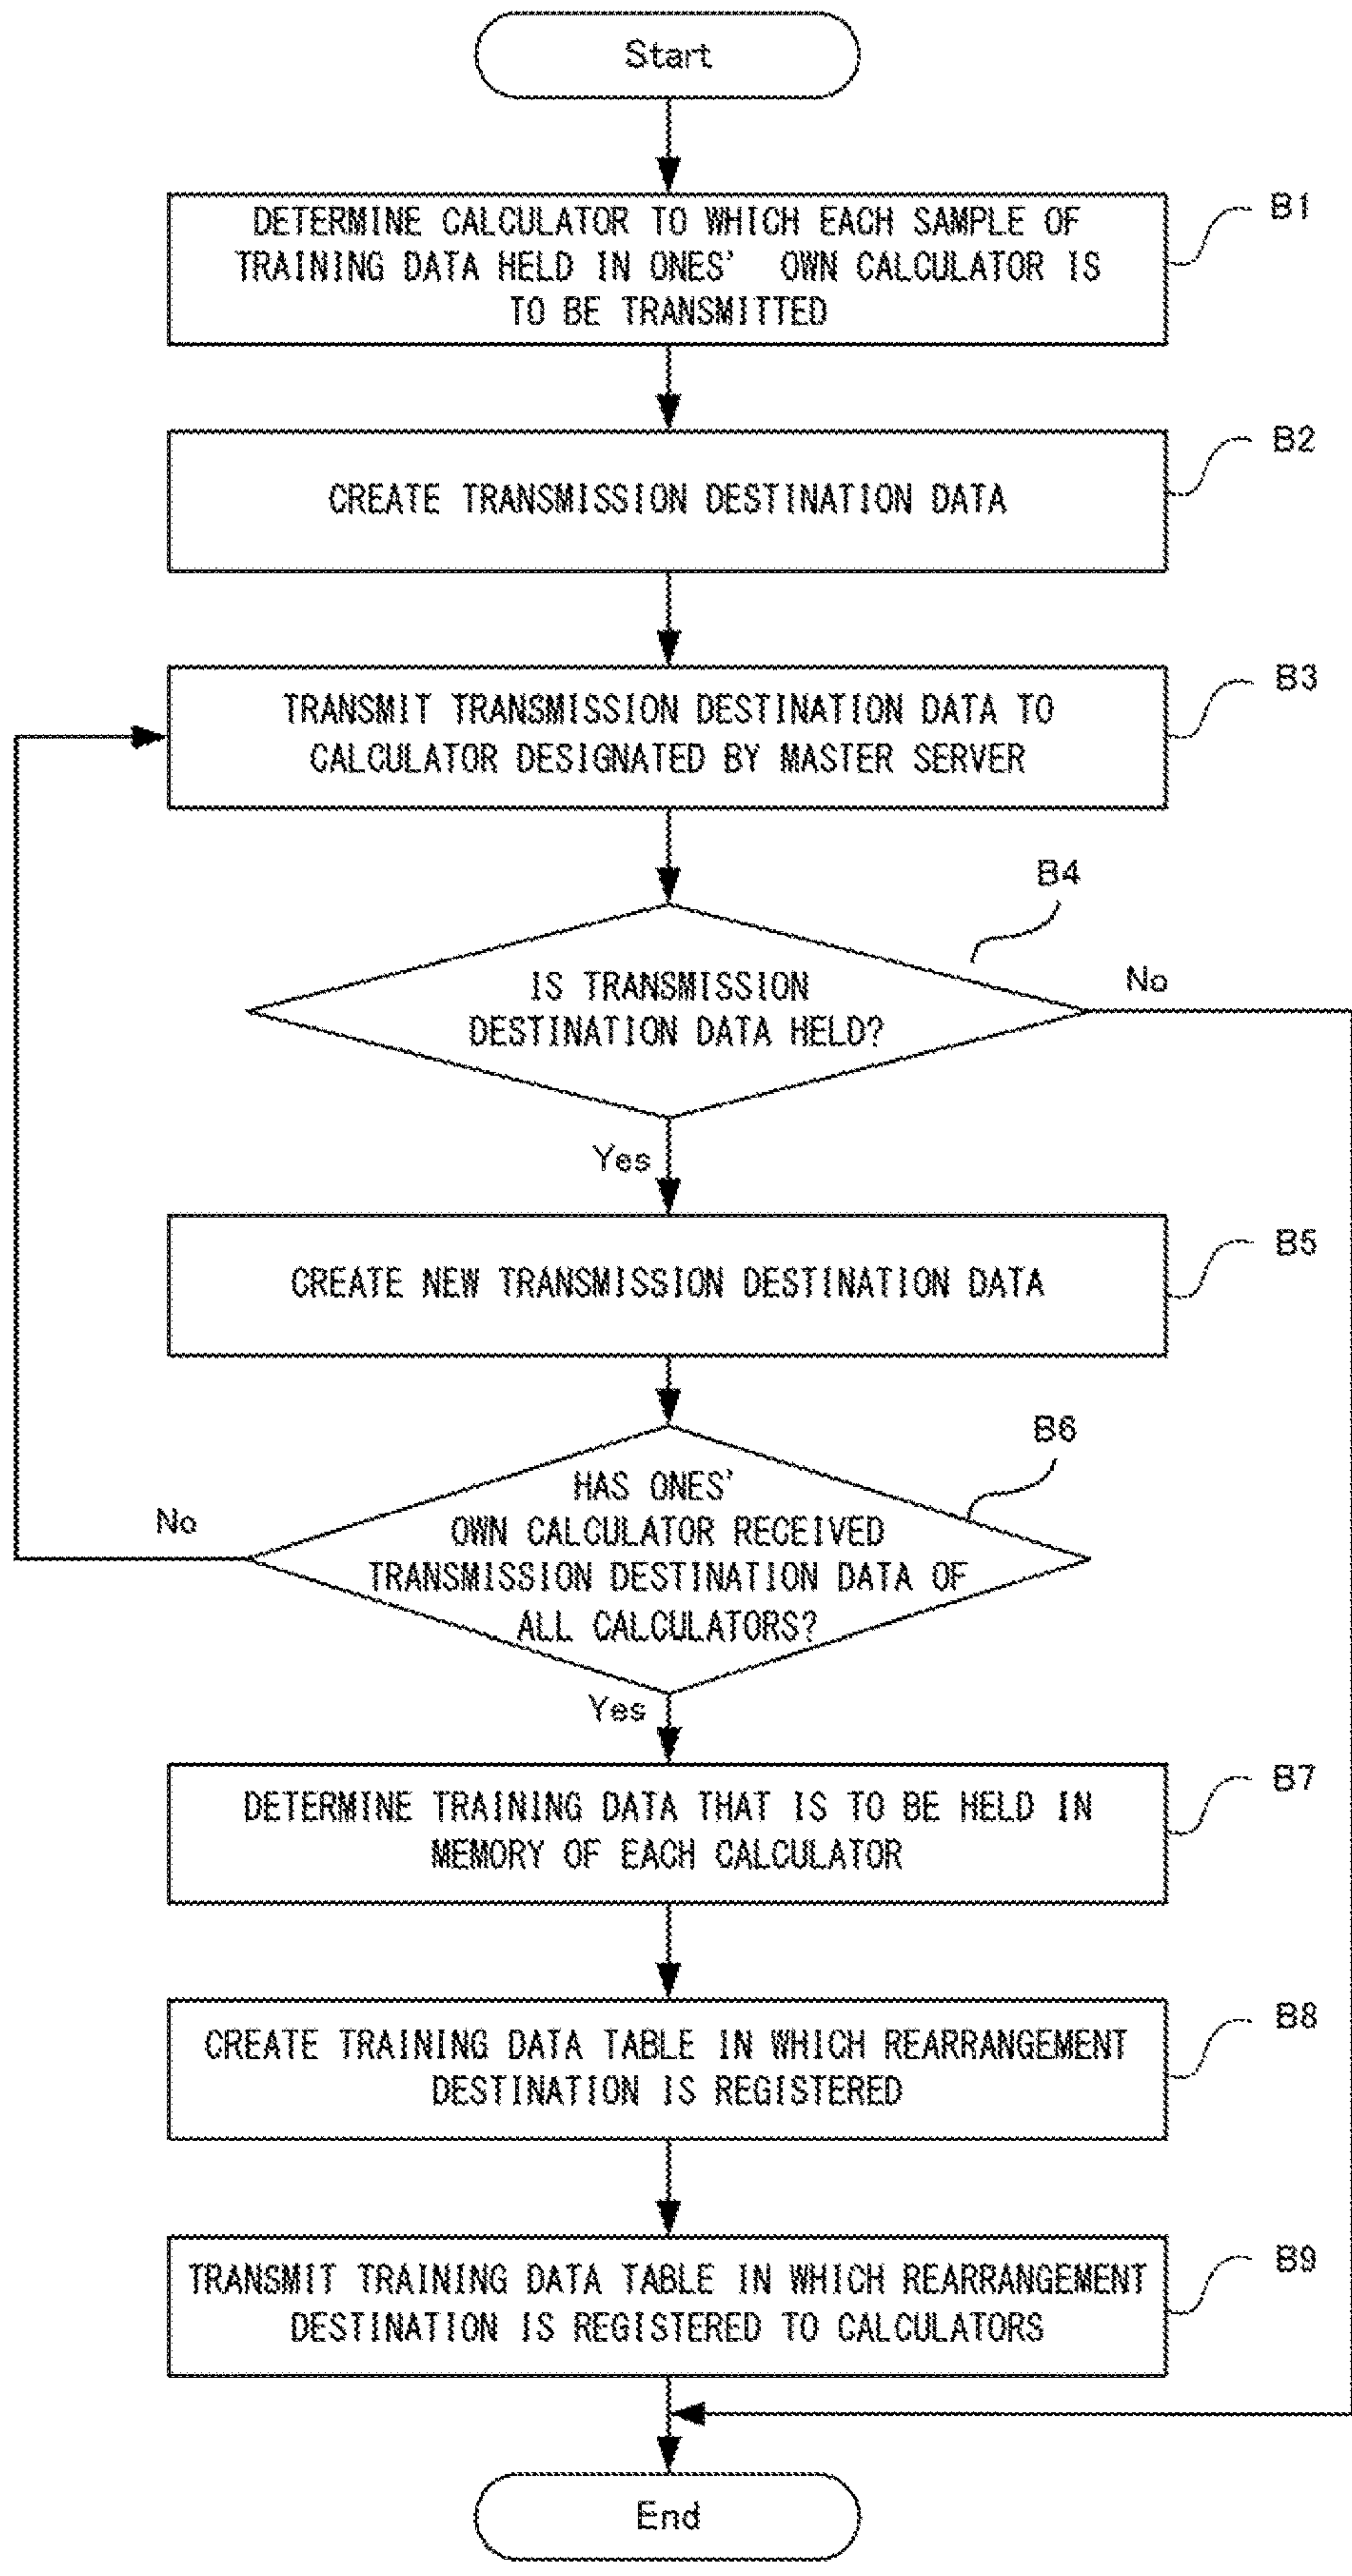 Start
B1
DETERMINE CALCULATOR TO WHICH EACH SAMPLE OF
TRAINING DATA HELD IN ONES' OWN CALCULATOR IS
TO BE TRANSMITTED
B2
CREATE TRANSMISSION DESTINATION DATA
B3
TRANSMIT TRANSMISSION DESTINATION DATA TO
CALCULATOR DESIGNATED BY MASTER SERVER
B4
IS TRANSMISSION
DESTINATION DATA HELD?
No
Yes
B5
CREATE NEW TRANSMISSION DESTINATION DATA
B6
HAS ONES'
OWN CALCULATOR RECEIVED
TRANSMISSION DESTINATION DATA OF
ALL CALCULATORS?
No
Yes
B7
DETERMINE TRAINING DATA THAT IS TO BE HELD IN
MEMORY OF EACH CALCULATOR
B8
CREATE TRAINING DATA TABLE IN WHICH REARRANGEMENT
DESTINATION IS REGISTERED
B9
TRANSMIT TRAINING DATA TABLE IN WHICH REARRANGEMENT
DESTINATION IS REGISTERED TO CALCULATORS
End